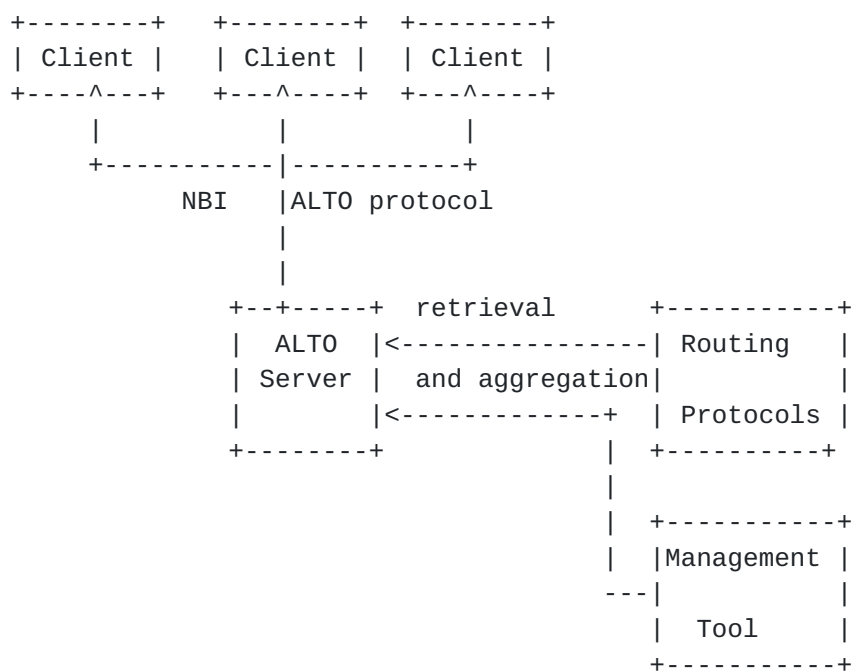 Client Client Client
NBI ALTO protocol
retrieval
ALTO Routing
Server and aggregation
Protocols
Management
Tool